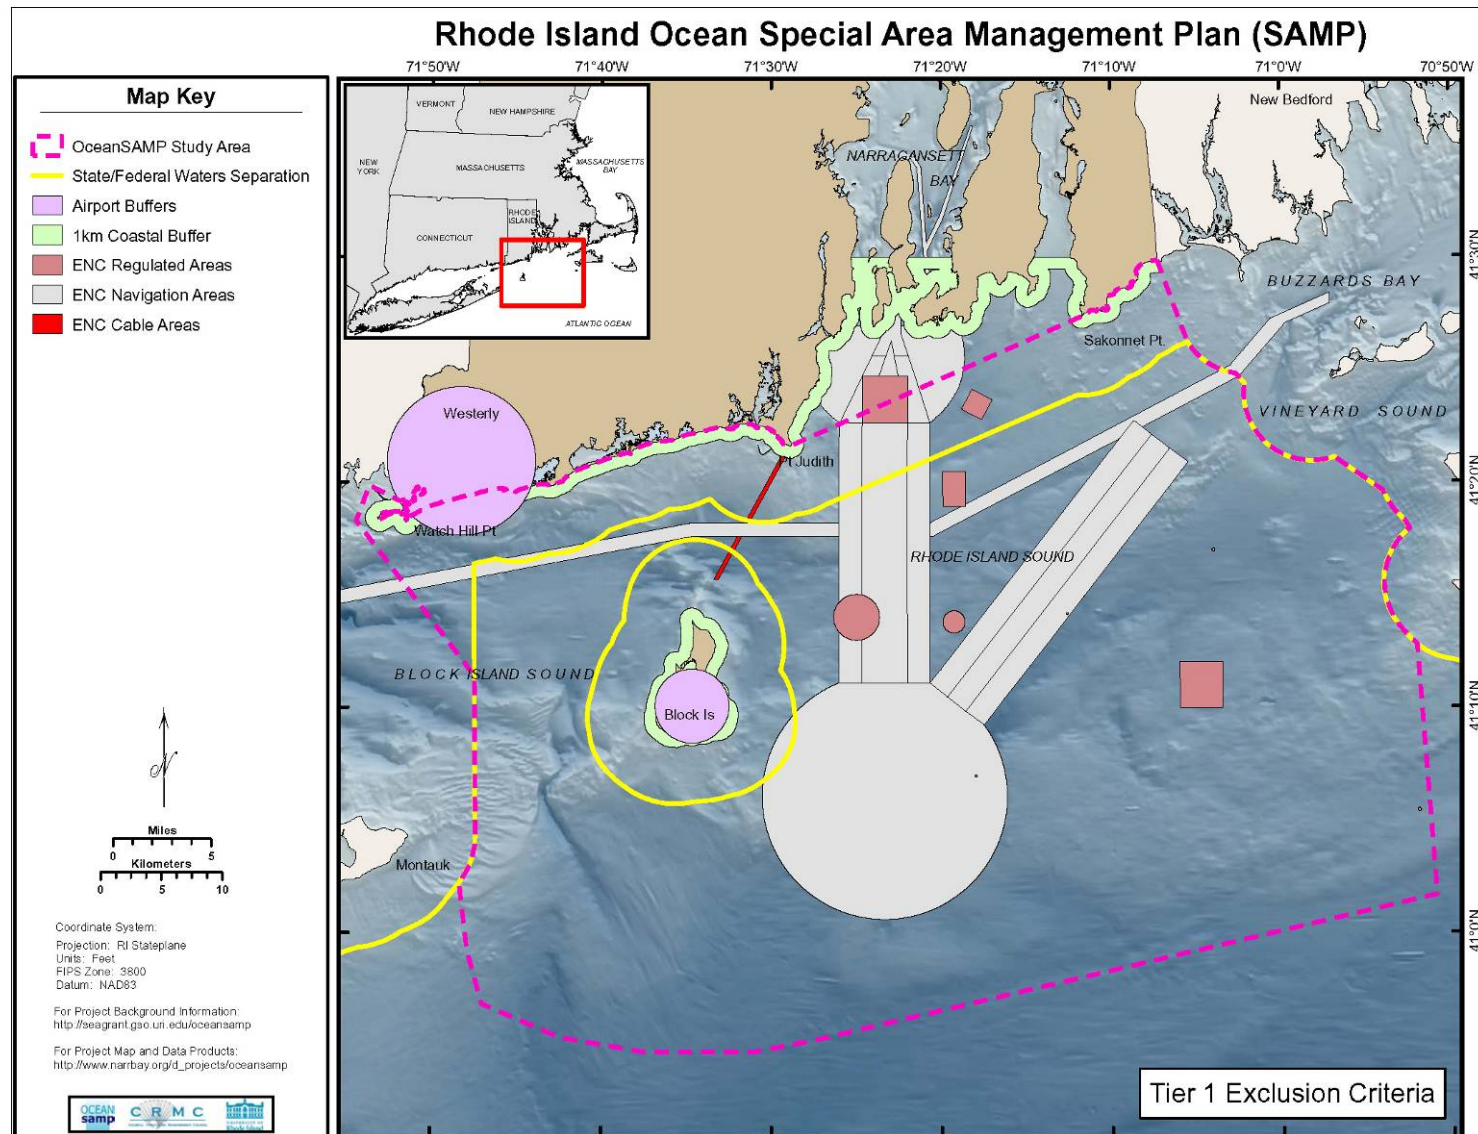 Rhode Island Ocean Special Area Management Plan (SAMP)
71°50'W
71°40'W
71°30'W
71°20'W
71°10'W
71°0'W
70°50'W
Map Key
OceanSAMP Study Area
State/Federal Waters Separation
Airport Buffers
1km Coastal Buffer
ENC Regulated Areas
ENC Navigation Areas
ENC Cable Areas
VERMONT
NEW HAMPSHIRE
NEW
YORK
MASSACHUSETTS
MASSACHUSETTS
BAY
RHODE
ISLAND
CONNECTICUT
ATLANTIC OCEAN
New Bedford
NARRAGANSETT
BAY
41°30'N
BUZZARDS BAY
Sakonnet Pt.
VINEYARD SOUND
Westerly
Pt Judith
41°20'N
Watch Hill Pt
RHODE ISLAND SOUND
BLOCK ISLAND SOUND
Block Is
41°10'N
Montauk
41°0'N
N
Miles
0 5
Kilometers
0 5 10
Coordinate System:
Projection: RI Stateplane
Units: Feet
FIPS Zone: 3800
Datum: NAD83
For Project Background Information:
http://seagrant.gso.uri.edu/oceansamp
For Project Map and Data Products:
http://www.narrbay.org/d_projects/oceansamp
OCEAN
samp
CRMC
Rhode Island
Tier 1 Exclusion Criteria